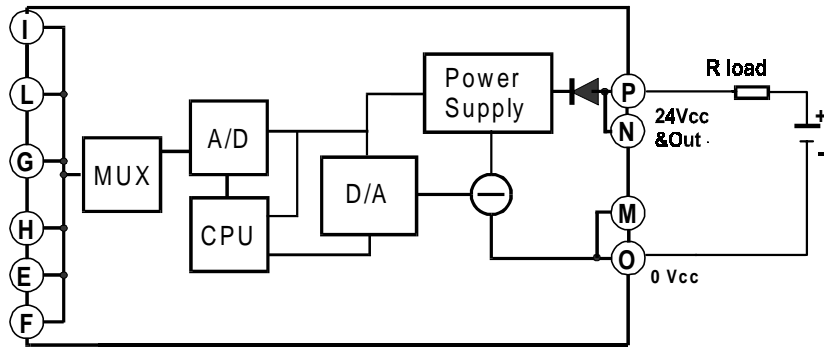 I
L
G
H
E
F
MUX
A/D
CPU
D/A
Power
Supply
P
N
M
O
R load
24Vcc
&Out .
0 Vcc
+
-